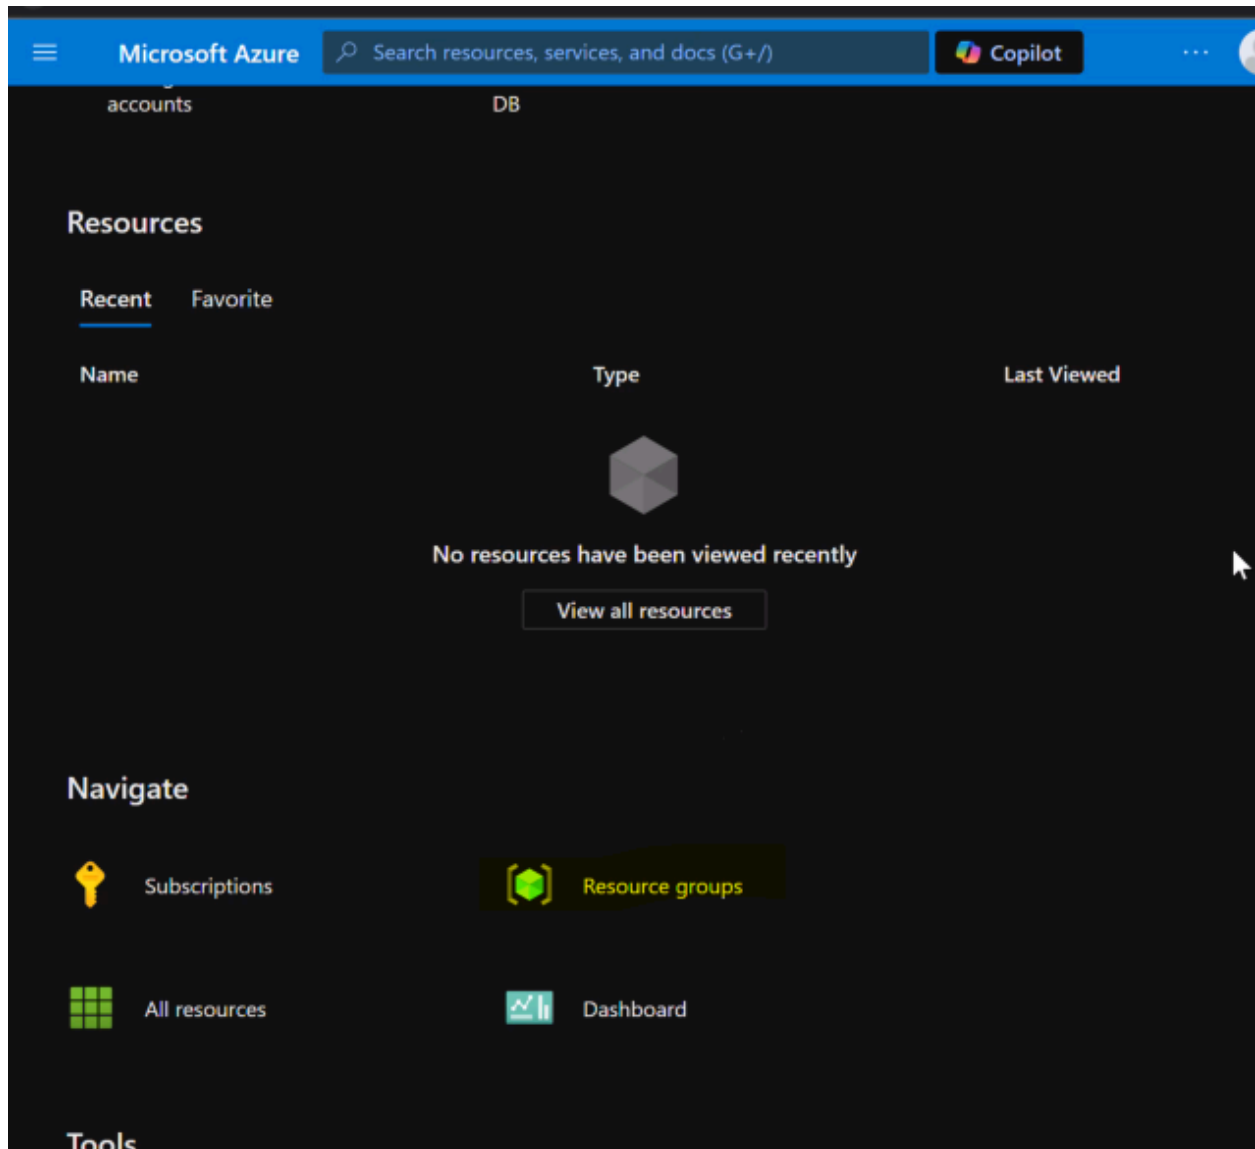 Microsoft Azure Search resources, services, and docs (G+/) Copilot ...
accounts DB
Resources
Recent Favorite
Name Type Last Viewed
No resources have been viewed recently
View all resources
Navigate
Subscriptions Resource groups
All resources Dashboard
Tools